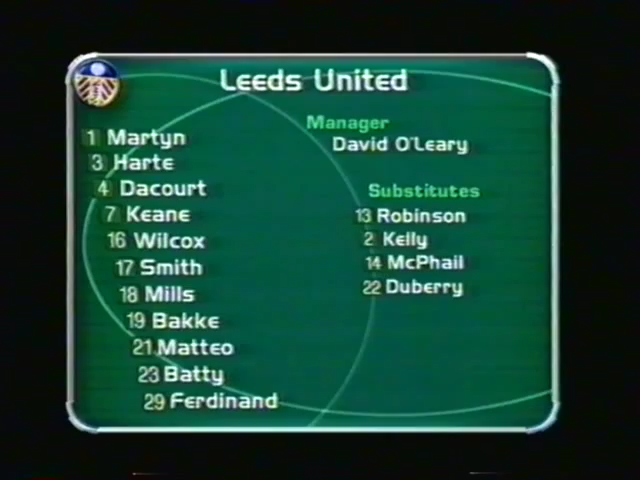 Leeds United
1 Martyn
3 Harte
4 Dacourt
7 Keane
16 Wilcox
17 Smith
18 Mills
19 Bakke
21 Matteo
23 Batty
29 Ferdinand
Manager
David O'Leary
Substitutes
13 Robinson
2 Kelly
14 McPhail
22 Duberry